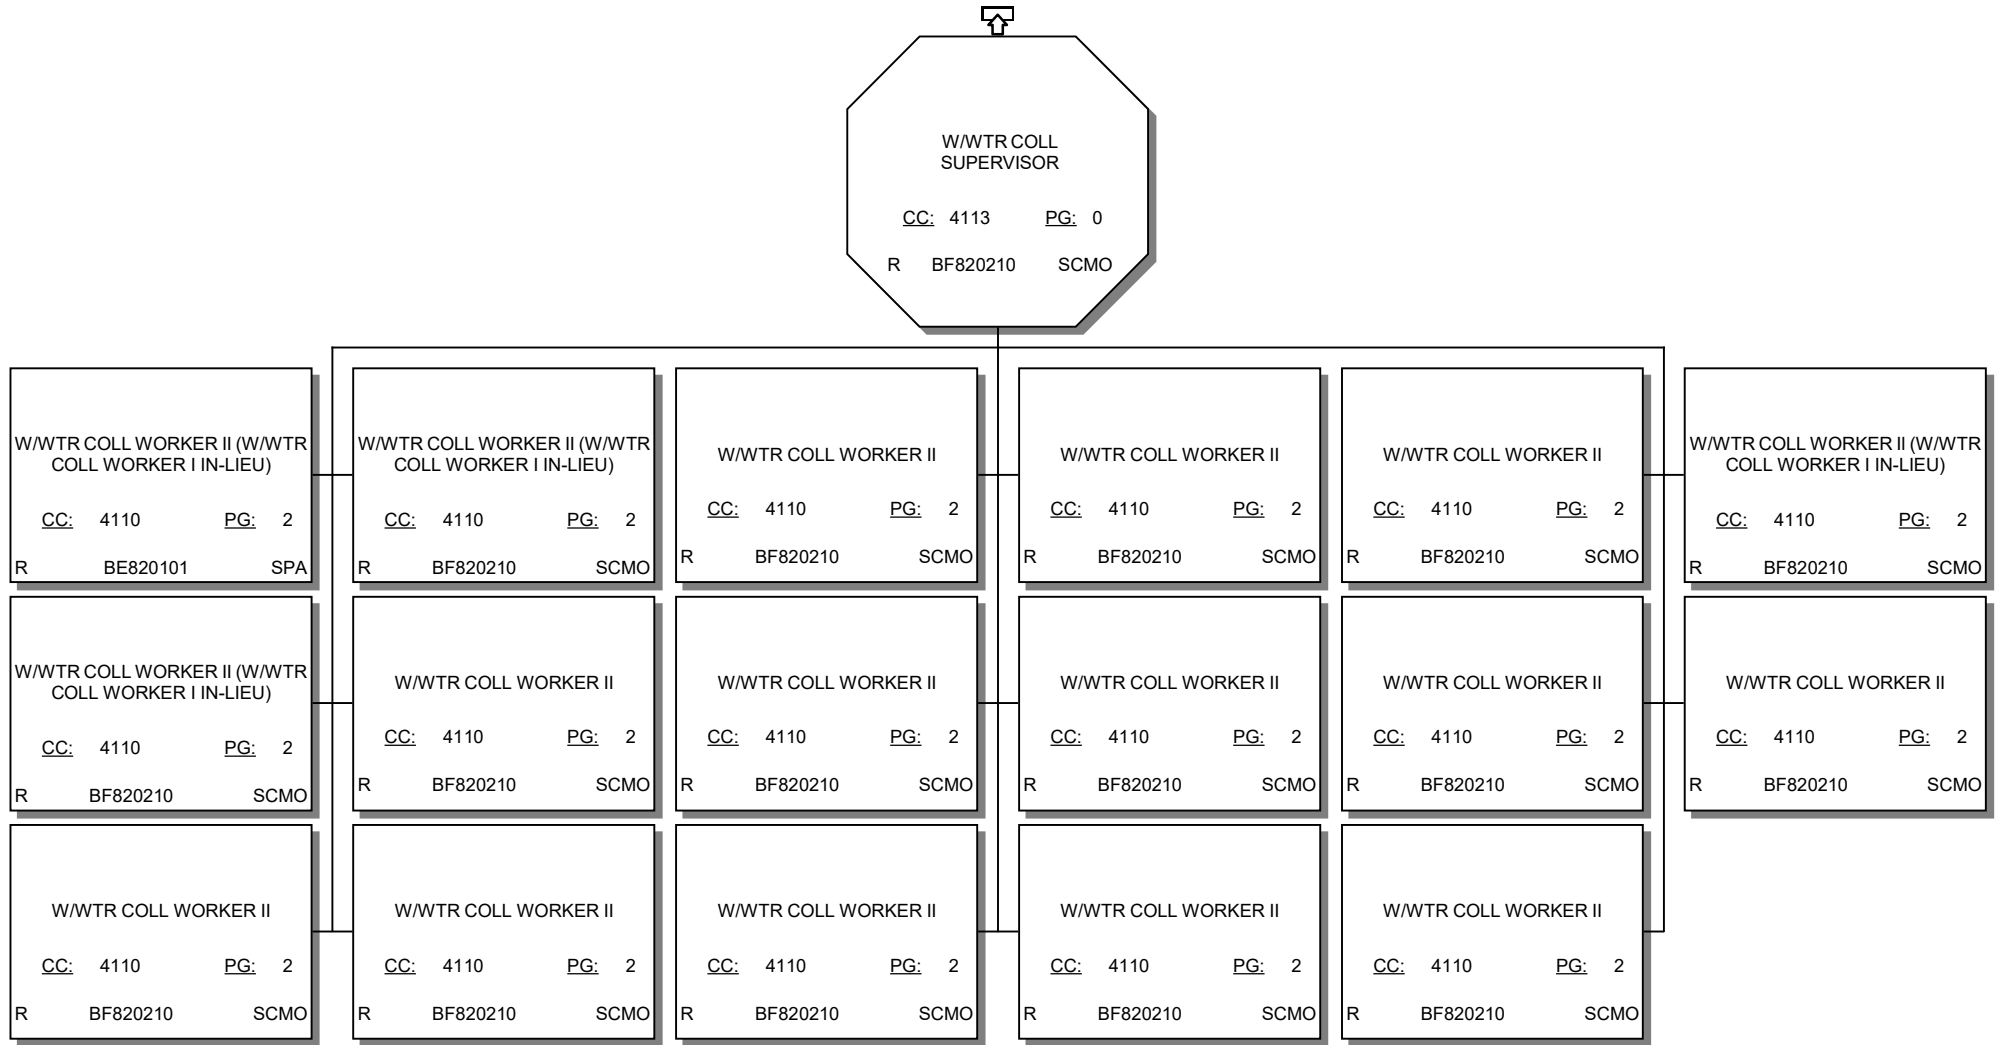 W/WTR COLL
SUPERVISOR
CC: 4113 PG: 0
R BF820210 SCMO
W/WTR COLL WORKER II (W/WTR
COLL WORKER I IN-LIEU)
CC: 4110 PG: 2
R BE820101 SPA
W/WTR COLL WORKER II (W/WTR
COLL WORKER I IN-LIEU)
CC: 4110 PG: 2
R BF820210 SCMO
W/WTR COLL WORKER II
CC: 4110 PG: 2
R BF820210 SCMO
W/WTR COLL WORKER II
CC: 4110 PG: 2
R BF820210 SCMO
W/WTR COLL WORKER II
CC: 4110 PG: 2
R BF820210 SCMO
W/WTR COLL WORKER II (W/WTR
COLL WORKER I IN-LIEU)
CC: 4110 PG: 2
R BF820210 SCMO
W/WTR COLL WORKER II (W/WTR
COLL WORKER I IN-LIEU)
CC: 4110 PG: 2
R BF820210 SCMO
W/WTR COLL WORKER II
CC: 4110 PG: 2
R BF820210 SCMO
W/WTR COLL WORKER II
CC: 4110 PG: 2
R BF820210 SCMO
W/WTR COLL WORKER II
CC: 4110 PG: 2
R BF820210 SCMO
W/WTR COLL WORKER II
CC: 4110 PG: 2
R BF820210 SCMO
W/WTR COLL WORKER II
CC: 4110 PG: 2
R BF820210 SCMO
W/WTR COLL WORKER II
CC: 4110 PG: 2
R BF820210 SCMO
W/WTR COLL WORKER II
CC: 4110 PG: 2
R BF820210 SCMO
W/WTR COLL WORKER II
CC: 4110 PG: 2
R BF820210 SCMO
W/WTR COLL WORKER II
CC: 4110 PG: 2
R BF820210 SCMO
W/WTR COLL WORKER II
CC: 4110 PG: 2
R BF820210 SCMO